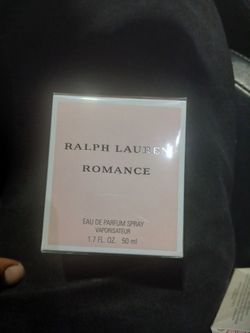 RALPH LAUREN
ROMANCE
EAU DE PARFUM SPRAY
VAPORISATEUR
1.7 FL. OZ. 50 ml